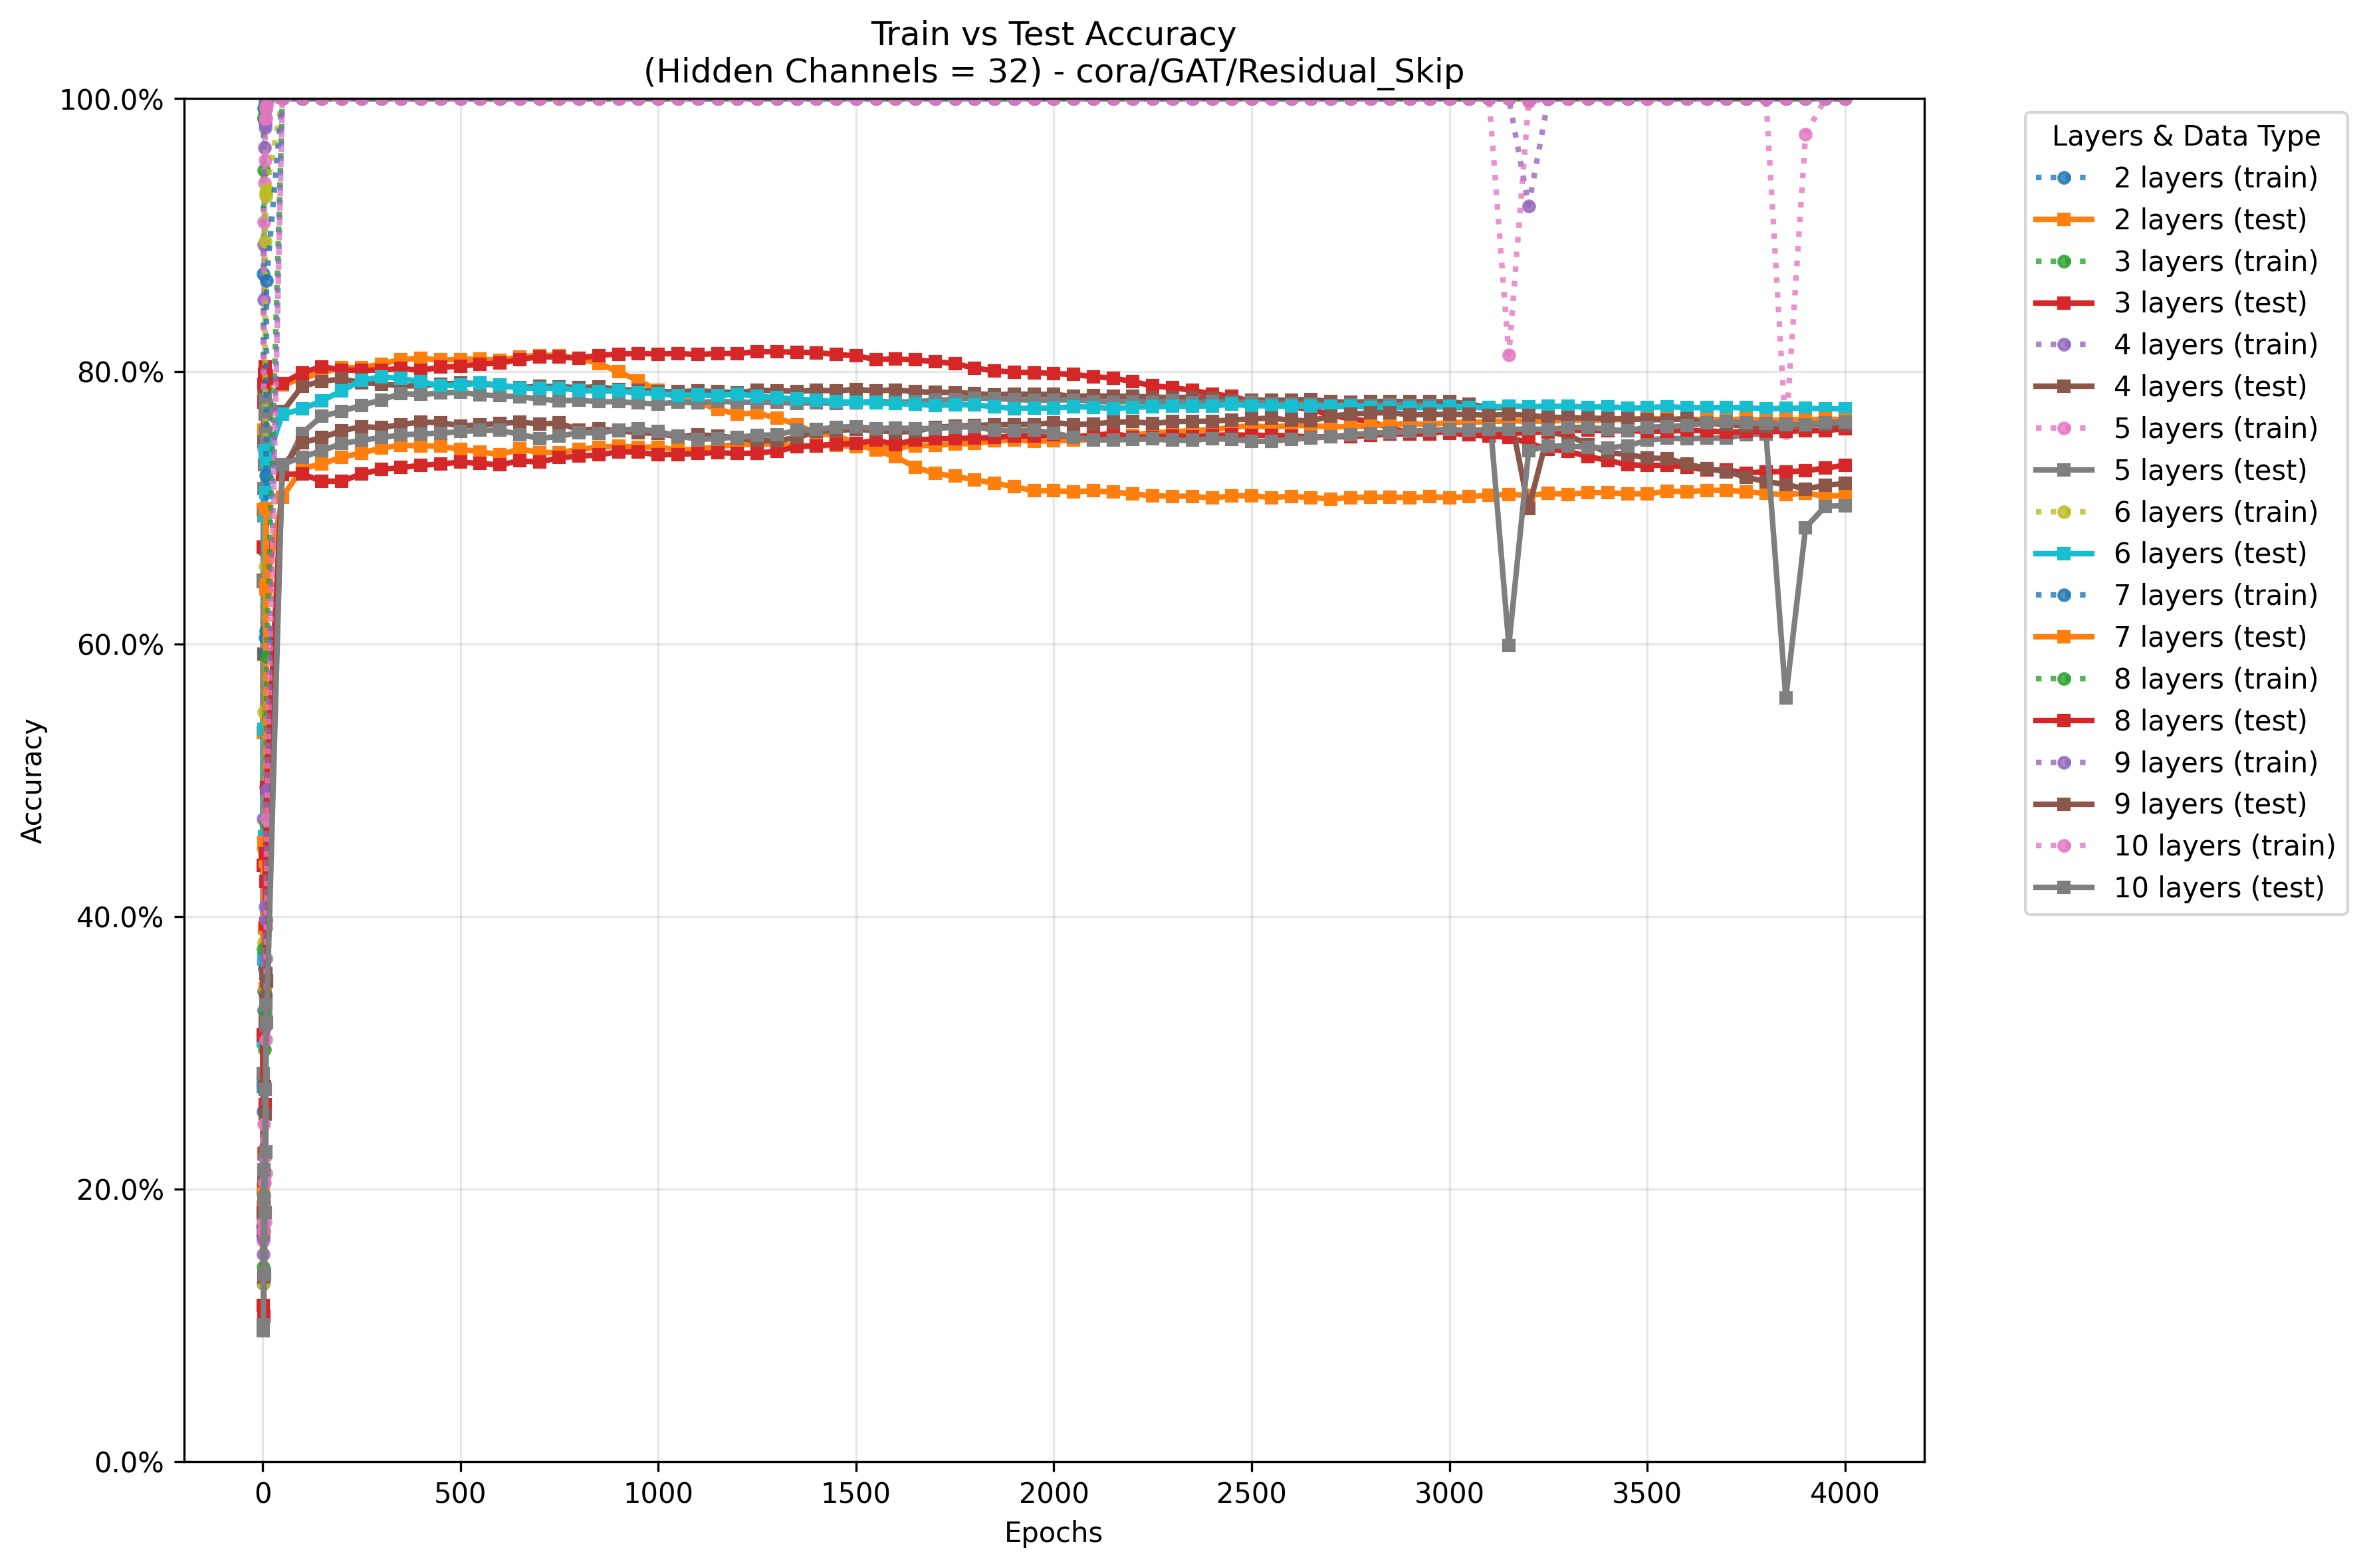 Train vs Test Accuracy
(Hidden Channels = 32) - cora/GAT/Residual_Skip
100.0%
80.0%
60.0%
40.0%
20.0%
0.0%
Accuracy
0 500 1000 1500 2000 2500 3000 3500 4000
Epochs
Layers & Data Type
2 layers (train)
2 layers (test)
3 layers (train)
3 layers (test)
4 layers (train)
4 layers (test)
5 layers (train)
5 layers (test)
6 layers (train)
6 layers (test)
7 layers (train)
7 layers (test)
8 layers (train)
8 layers (test)
9 layers (train)
9 layers (test)
10 layers (train)
10 layers (test)